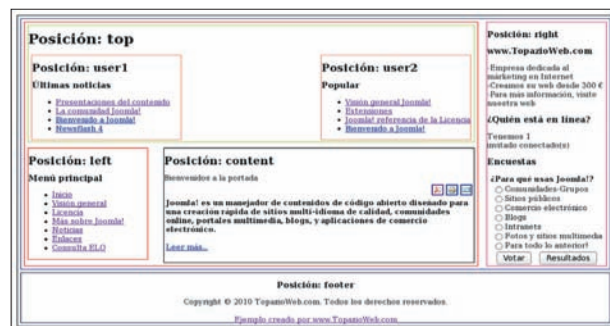 Posición: top
Posición: user1
Últimas noticias
Presentaciones del contenido
La comunidad Joomla!
Bienvenido a Joomla!
Newsflash 4
Posición: user2
Popular
Visión general Joomla!
Extensiones
Joomla! referencia de la Licencia
Bienvenido a Joomla!
Posición: left
Menú principal
Inicio
Visión general
Licencia
Más sobre Joomla!
Noticias
Enlaces
Consulta ELO
Posición: content
Bienvenidos a la portada
Joomla! es un manejador de contenidos de código abierto diseñado para
una creación rápida de sitios multi-idioma de calidad, comunidades
online, portales multimedia, blogs, y aplicaciones de comercio
electrónico.
Leer más...
Posición: right
www.TopazioWeb.com
-Empresa dedicada al
márketing en Internet
-Creamos su web desde 300 €
-Para más información, visite
nuestra web
¿Quién está en línea?
Tenemos 1
invitado conectado(s)
Encuestas
¿Para qué usas Joomla!?
Comunidades-Grupos
Sitios públicos
Comercio electrónico
Blogs
Intranets
Fotos y sitios multimedia
Para todo lo anterior!
Votar Resultados
Posición: footer
Copyright © 2010 TopazioWeb.com. Todos los derechos reservados.
Ejemplo creado por www.TopazioWeb.com